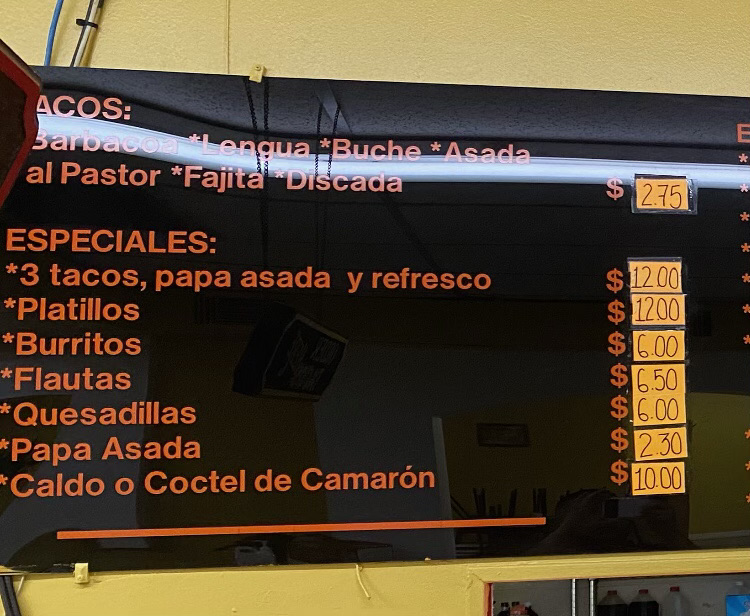 ACOS:
Barbacoa *Lengua *Buche *Asada
al Pastor *Fajita *Discada $ 2.75
ESPECIALES:
*3 tacos, papa asada y refresco $ 12.00
*Platillos $ 12.00
*Burritos $ 6.00
*Flautas $ 6.50
*Quesadillas $ 6.00
*Papa Asada $ 2.30
*Caldo o Coctel de Camarón $ 10.00